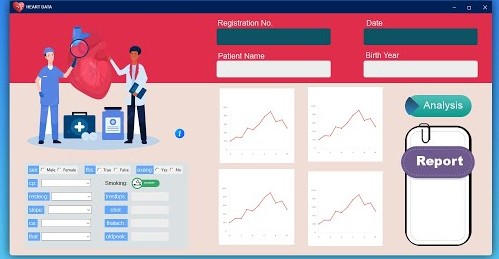 HEART DATA
Registration No.
Date
Patient Name
Birth Year
Analysis
Report
sex: Male Female fbs: True False exang: Yes No
cp:
Smoking:
restecg
trestbps
slope
chol
ca:
thalach
thal
oldpeek